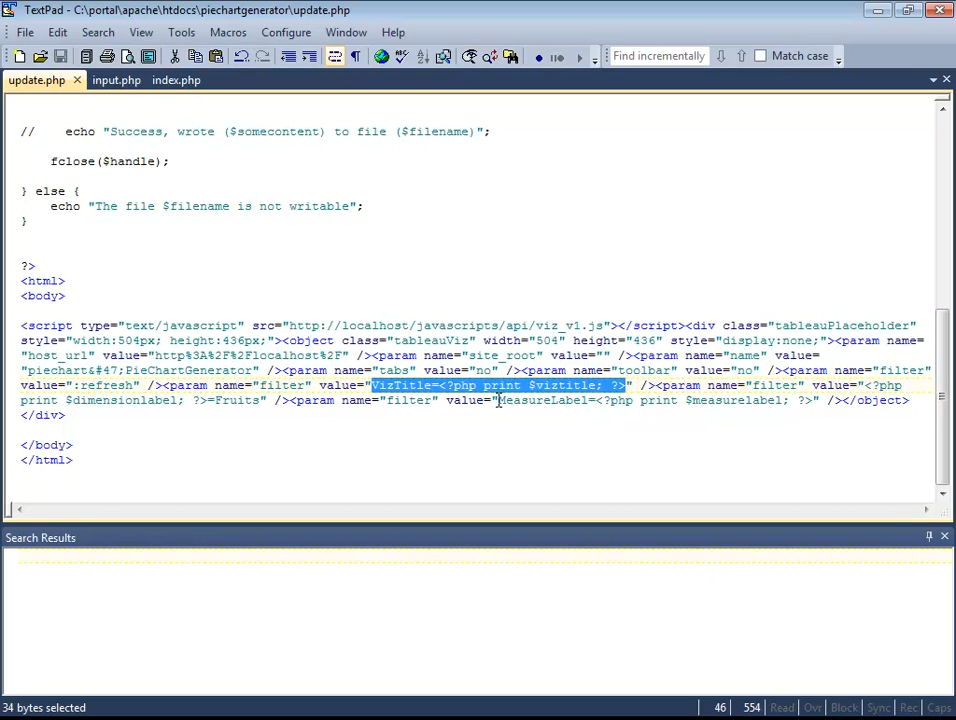 TextPad - C:\portal\apache\htdocs\piechartgenerator\update.php
File Edit Search View Tools Macros Configure Window Help
Find incrementally Match case
update.php input.php index.php
// echo "Success, wrote ($somecontent) to file ($filename)";
fclose($handle);
} else {
echo "The file $filename is not writable";
}
?>
<html>
<body>
<script type="text/javascript" src="http://localhost/javascripts/api/viz_v1.js"></script><div class="tableauPlaceholder"
style="width:504px; height:436px;"><object class="tableauViz" width="504" height="436" style="display:none;"><param name=
"host_url" value="http%3A%2F%2Flocalhost%2F" /><param name="site_root" value="" /><param name="name" value=
"piechart&#47;PieChartGenerator" /><param name="tabs" value="no" /><param name="toolbar" value="no" /><param name="filter"
value=":refresh" /><param name="filter" value="VizTitle=<?php print $viztitle; ?>" /><param name="filter" value="<?php
print $dimensionlabel; ?>=Fruits" /><param name="filter" value="MeasureLabel=<?php print $measurelabel; ?>" /></object>
</div>
</body>
</html>
Search Results
34 bytes selected 46 554 Read Ovr Block Sync Rec Caps